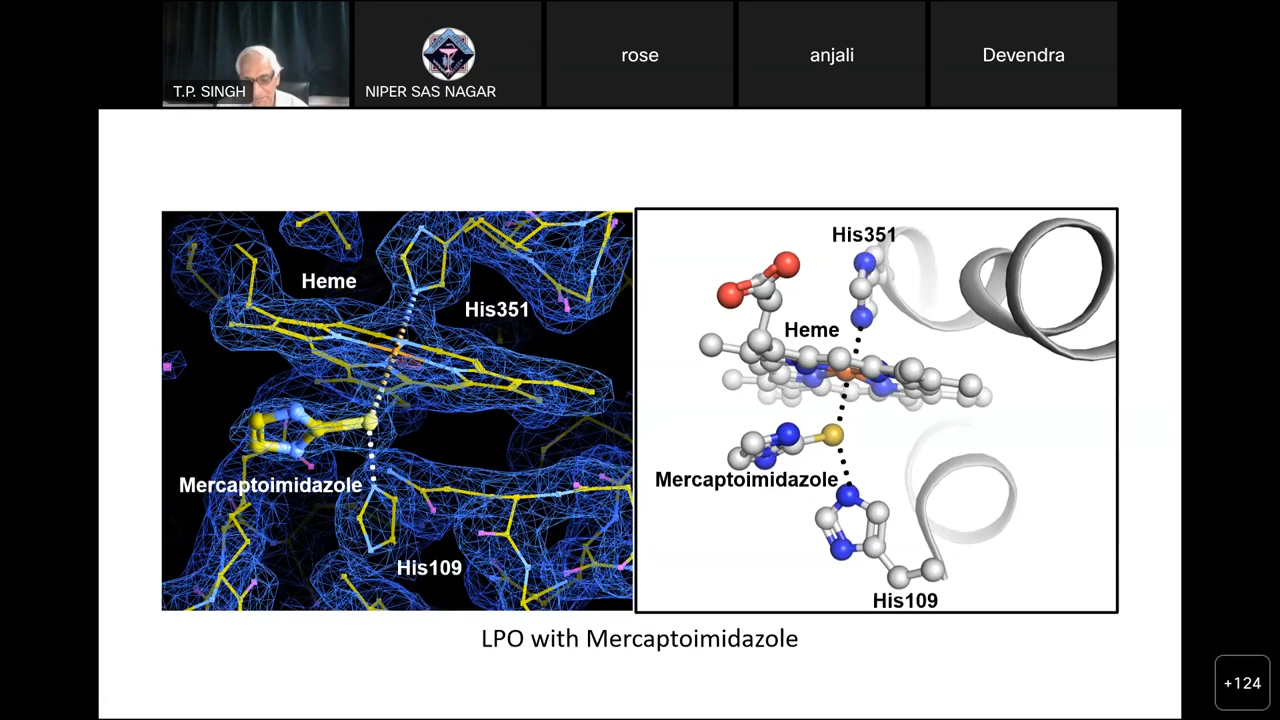 T.P. SINGH
NIPER SAS NAGAR
rose
anjali
Devendra
Heme
His351
Mercaptoimidazole
His109
His351
Heme
Mercaptoimidazole
His109
LPO with Mercaptoimidazole
+124